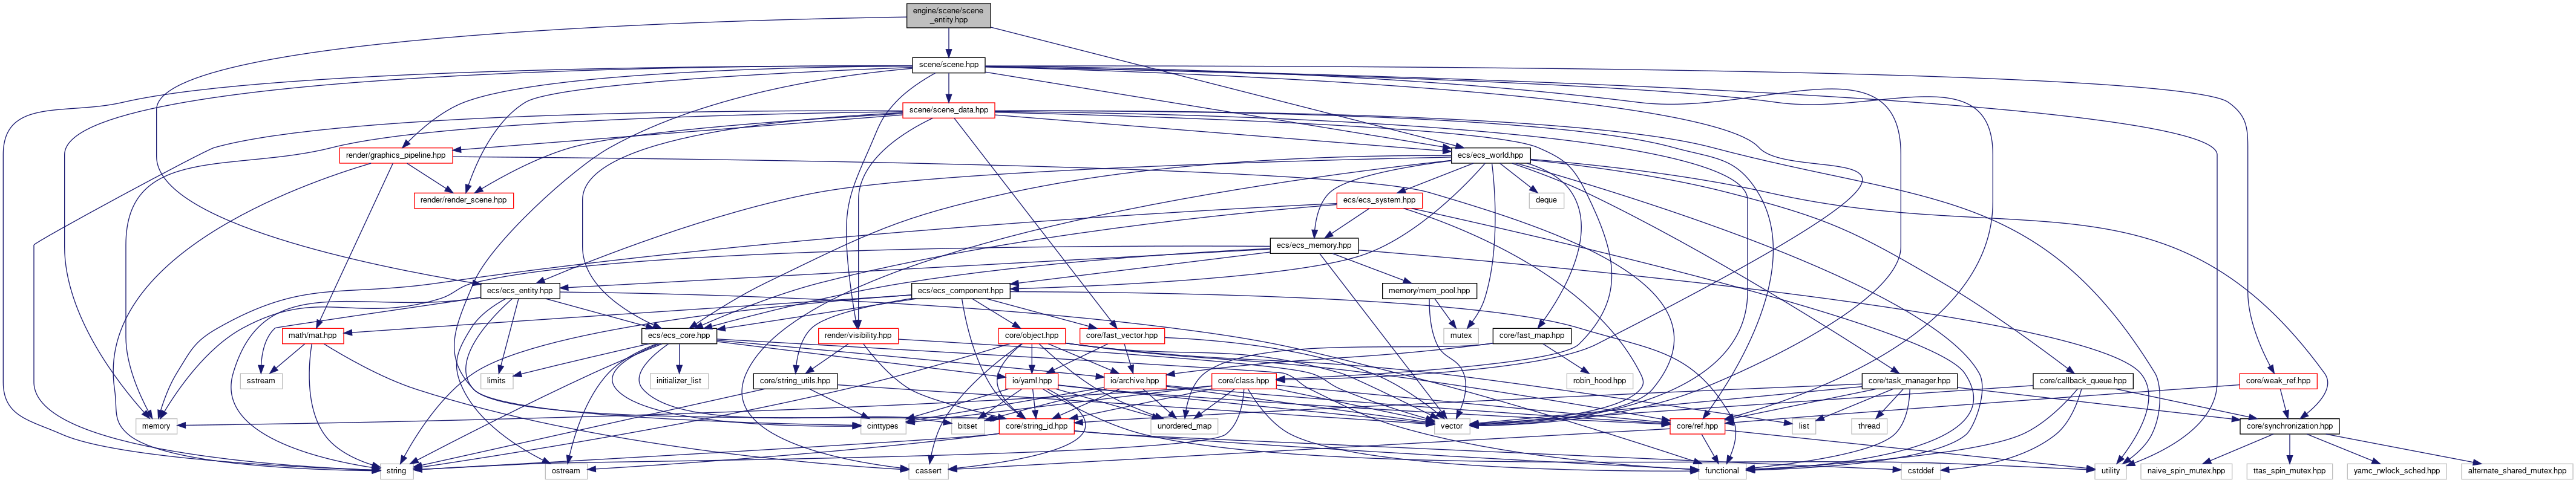 engine/scene/scene
_entity.hpp
scene/scene.hpp
scene/scene_data.hpp
render/graphics_pipeline.hpp
ecs/ecs_world.hpp
render/render_scene.hpp
ecs/ecs_system.hpp
deque
ecs/ecs_memory.hpp
ecs/ecs_entity.hpp
ecs/ecs_component.hpp
memory/mem_pool.hpp
math/mat.hpp
ecs/ecs_core.hpp
render/visibility.hpp
core/object.hpp
core/fast_vector.hpp
mutex
core/fast_map.hpp
sstream
limits
initializer_list
core/string_utils.hpp
io/yaml.hpp
io/archive.hpp
core/class.hpp
robin_hood.hpp
core/task_manager.hpp
core/callback_queue.hpp
core/weak_ref.hpp
memory
cinttypes
bitset
core/string_id.hpp
unordered_map
vector
core/ref.hpp
list
thread
core/synchronization.hpp
string
ostream
cassert
functional
cstddef
utility
naive_spin_mutex.hpp
ttas_spin_mutex.hpp
yamc_rwlock_sched.hpp
alternate_shared_mutex.hpp